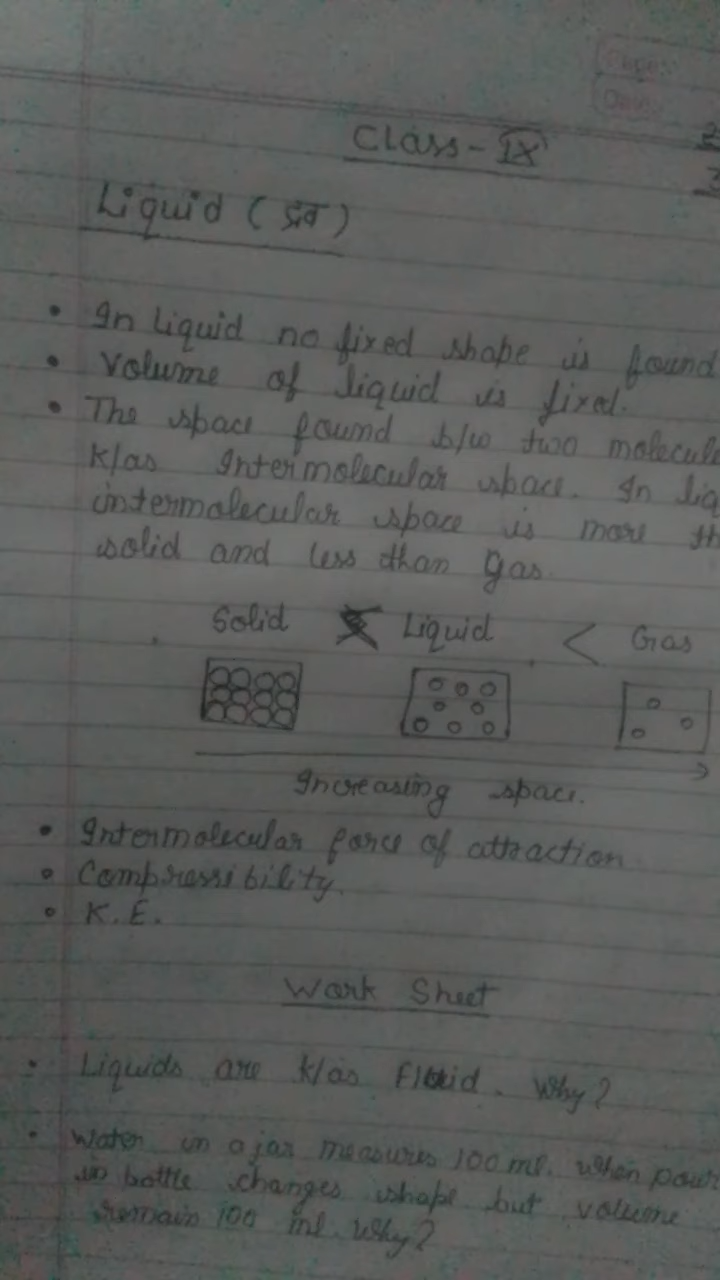 Page:
Date:
Class - IX
Liquid (द्रव)
• In Liquid no fixed shape is found
• Volume of liquid is fixed.
• The space found b/w two molecule
k/as Intermolecular space. In liq
intermolecular space is more th
solid and less than gas.
Solid Liquid < Gas
Increasing space.
• Intermolecular force of attraction
• Compressibility.
• K.E.
Work Sheet
• Liquids are k/as Fluid. Why?
• Water in a jar measures 100 ml. when pour
in bottle changes shape but volume
remain 100 ml. Why?